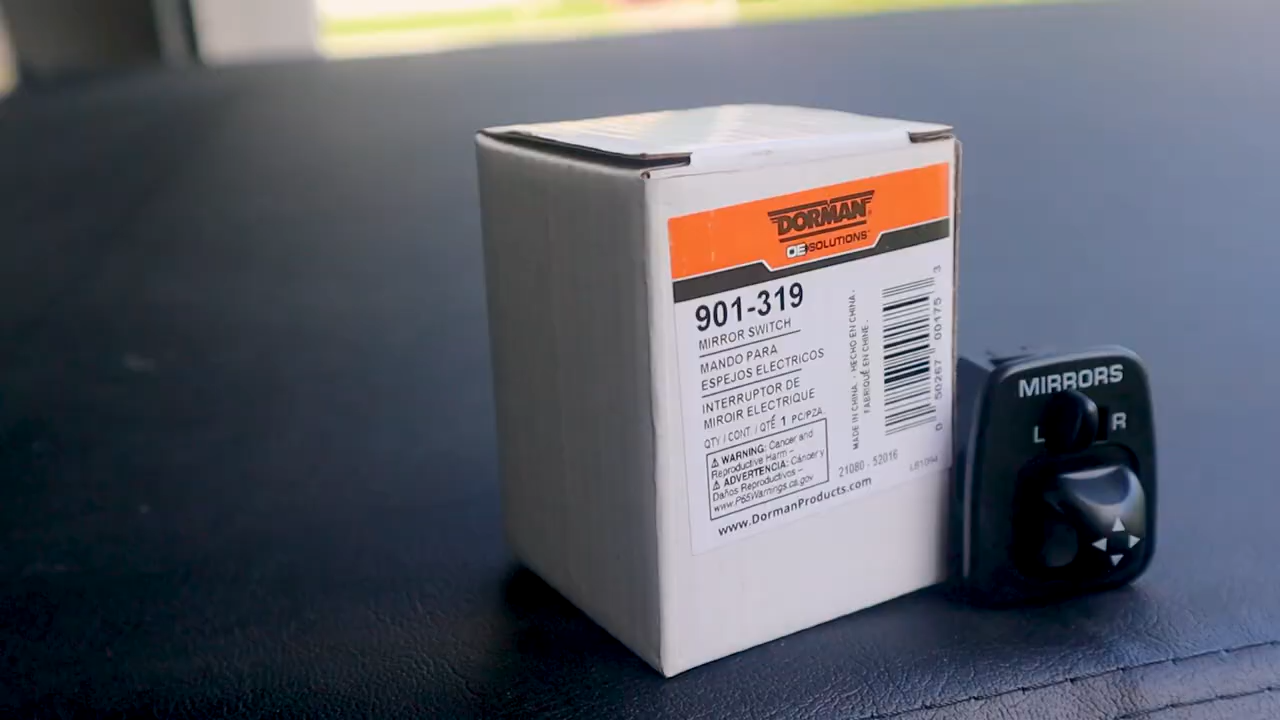 DORMAN
OE SOLUTIONS
901-319
MIRROR SWITCH
MANDO PARA
ESPEJOS ELECTRICOS
INTERRUPTOR DE
MIROIR ELECTRIQUE
QTY / CONT. / QTÉ 1 PC/PZA.
⚠ WARNING: Cancer and
Reproductive Harm –
⚠ ADVERTENCIA: Cáncer y
Daños Reproductivos –
www.P65Warnings.ca.gov
www.DormanProducts.com
MADE IN CHINA. - HECHO EN CHINA. -
FABRIQUÉ EN CHINE. -
0 50267 00175 3
21080 - 52016
MIRRORS
L R